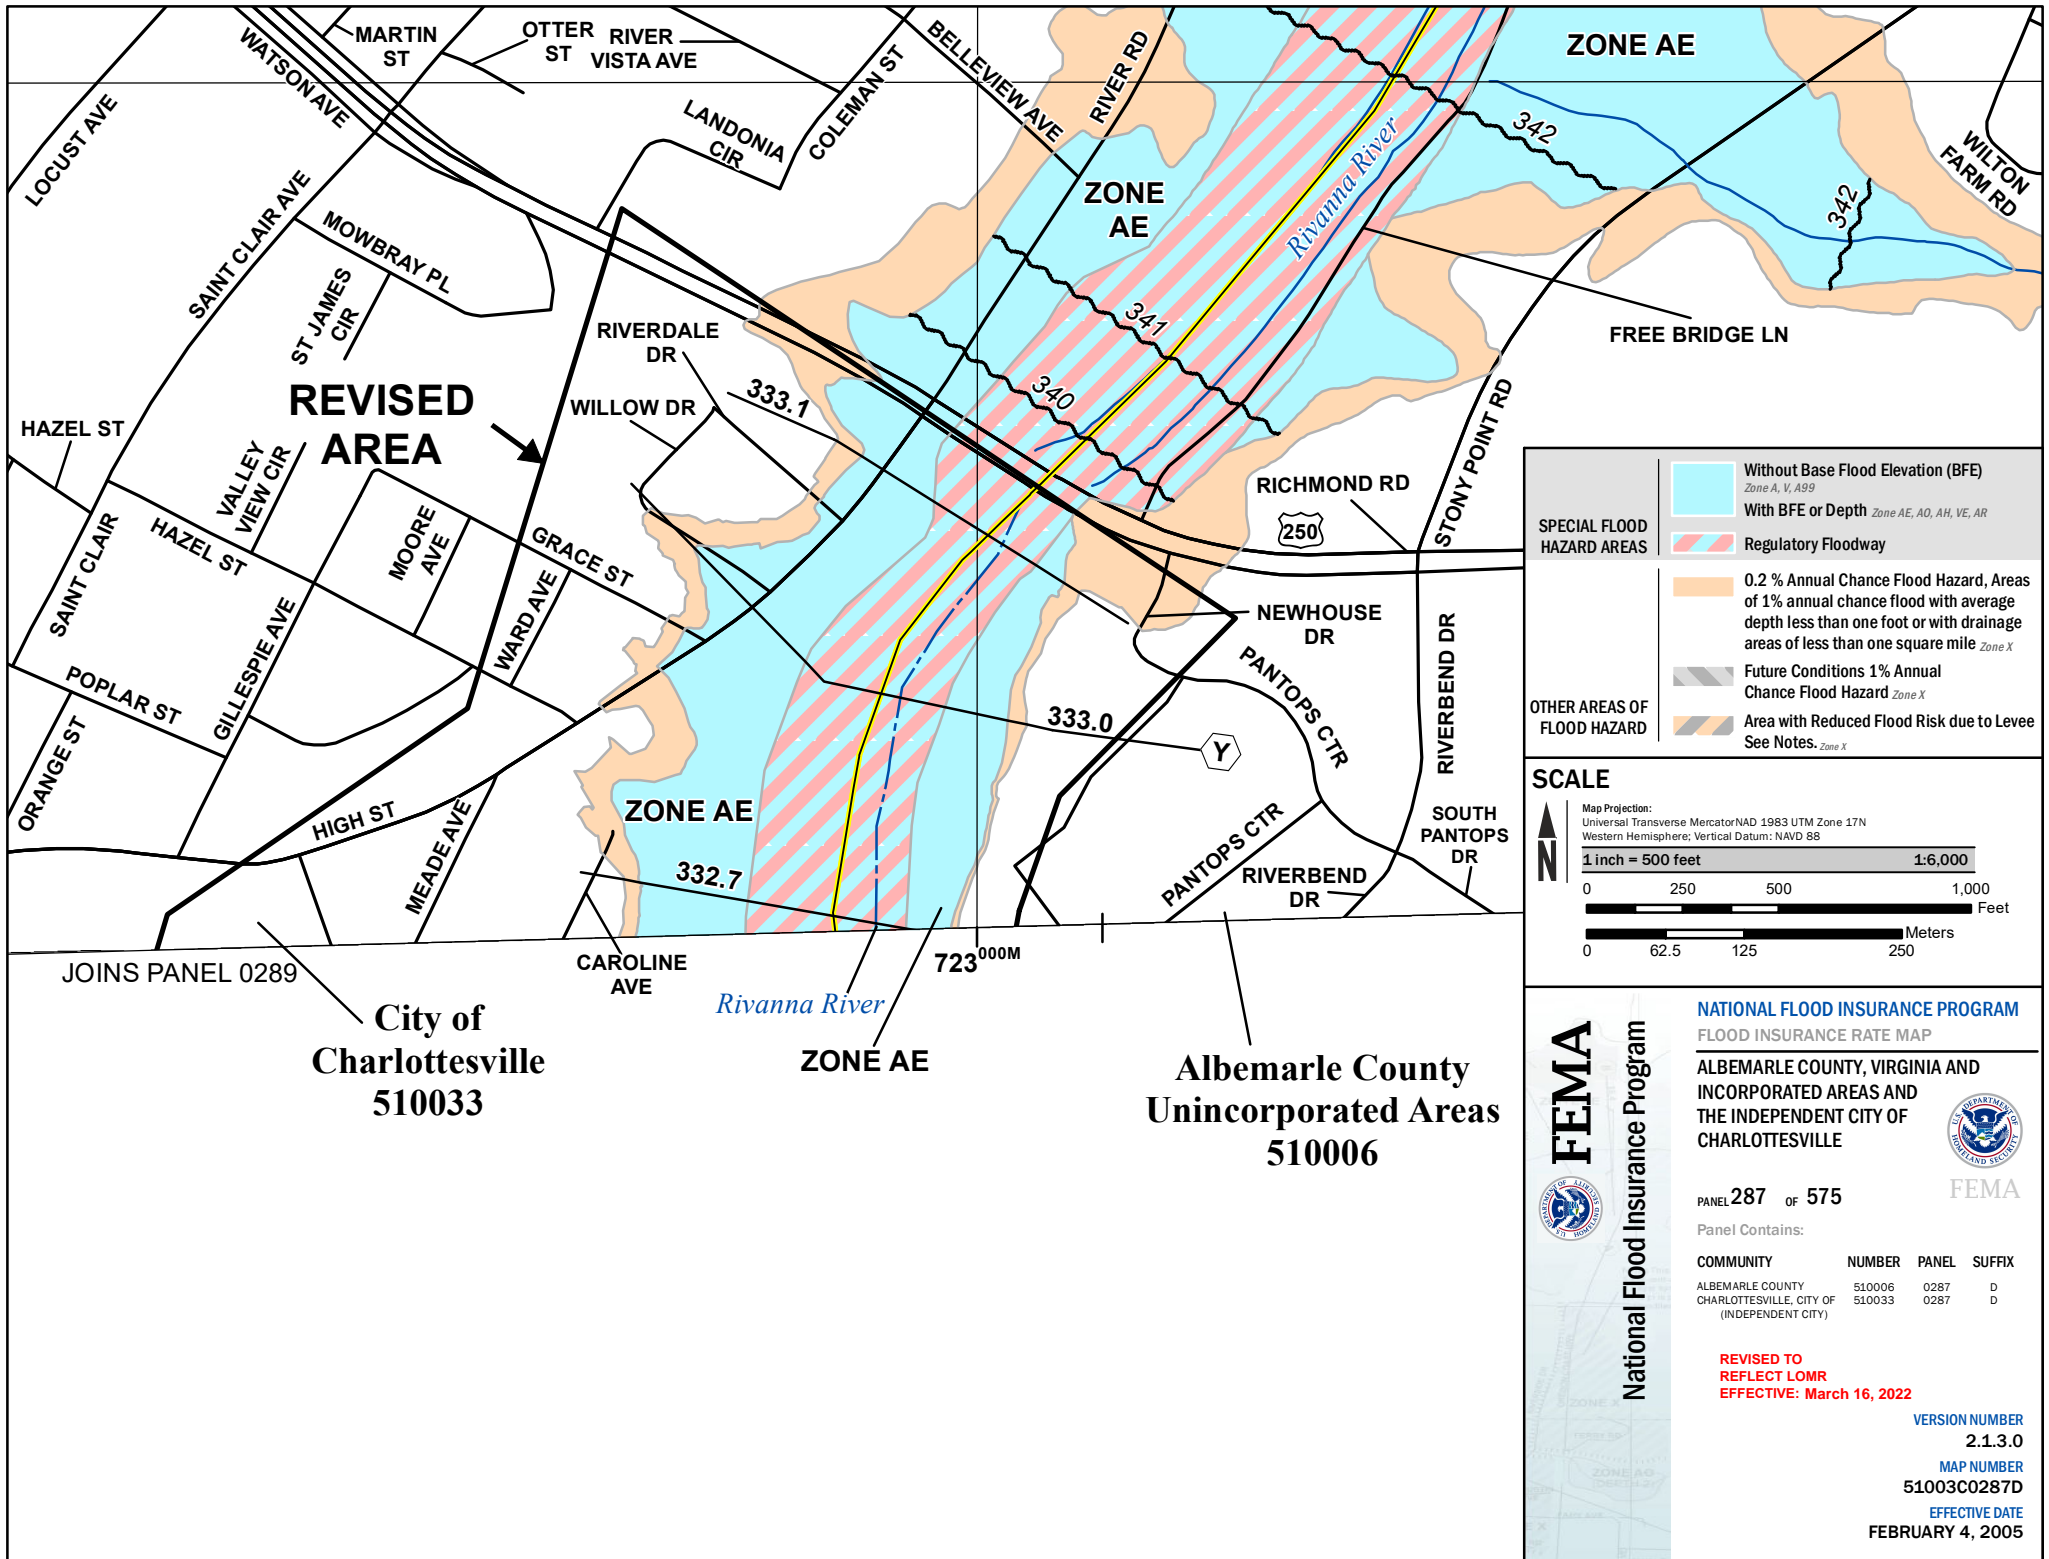 MARTIN
ST
OTTER
ST
RIVER
VISTA AVE
WATSON AVE
LOCUST AVE
LANDONIA
CIR
COLEMAN ST
BELLEVIEW AVE
RIVER RD
ZONE AE
342
Rivanna River
WILTON
FARM RD
342
ZONE
AE
SAINT CLAIR AVE
MOWBRAY PL
ST JAMES
CIR
RIVERDALE
DR
341
FREE BRIDGE LN
REVISED
AREA
WILLOW DR
333.1
340
HAZEL ST
VALLEY
VIEW CIR
STONY POINT RD
RICHMOND RD
250
SAINT CLAIR
HAZEL ST
MOORE
AVE
GRACE ST
WARD AVE
NEWHOUSE
DR
PANTOPS CTR
RIVERBEND DR
POPLAR ST
GILLESPIE AVE
ORANGE ST
333.0
Y
HIGH ST
MEADE AVE
ZONE AE
332.7
PANTOPS CTR
SOUTH
PANTOPS
DR
RIVERBEND
DR
JOINS PANEL 0289
CAROLINE
AVE
723000M
Rivanna River
ZONE AE
City of
Charlottesville
510033
Albemarle County
Unincorporated Areas
510006
SPECIAL FLOOD
HAZARD AREAS
Without Base Flood Elevation (BFE)
Zone A, V, A99
With BFE or Depth Zone AE, AO, AH, VE, AR
Regulatory Floodway
OTHER AREAS OF
FLOOD HAZARD
0.2 % Annual Chance Flood Hazard, Areas
of 1% annual chance flood with average
depth less than one foot or with drainage
areas of less than one square mile Zone X
Future Conditions 1% Annual
Chance Flood Hazard Zone X
Area with Reduced Flood Risk due to Levee
See Notes. Zone X
SCALE
N
Map Projection:
Universal Transverse MercatorNAD 1983 UTM Zone 17N
Western Hemisphere; Vertical Datum: NAVD 88
1 inch = 500 feet 1:6,000
0 250 500 1,000
Feet
Meters
0 62.5 125 250
FEMA
National Flood Insurance Program
NATIONAL FLOOD INSURANCE PROGRAM
FLOOD INSURANCE RATE MAP
ALBEMARLE COUNTY, VIRGINIA AND
INCORPORATED AREAS AND
THE INDEPENDENT CITY OF
CHARLOTTESVILLE
U.S. DEPARTMENT OF
HOMELAND SECURITY
FEMA
PANEL 287 OF 575
Panel Contains:
COMMUNITY NUMBER PANEL SUFFIX
ALBEMARLE COUNTY 510006 0287 D
CHARLOTTESVILLE, CITY OF 510033 0287 D
(INDEPENDENT CITY)
REVISED TO
REFLECT LOMR
EFFECTIVE: March 16, 2022
VERSION NUMBER
2.1.3.0
MAP NUMBER
51003C0287D
EFFECTIVE DATE
FEBRUARY 4, 2005